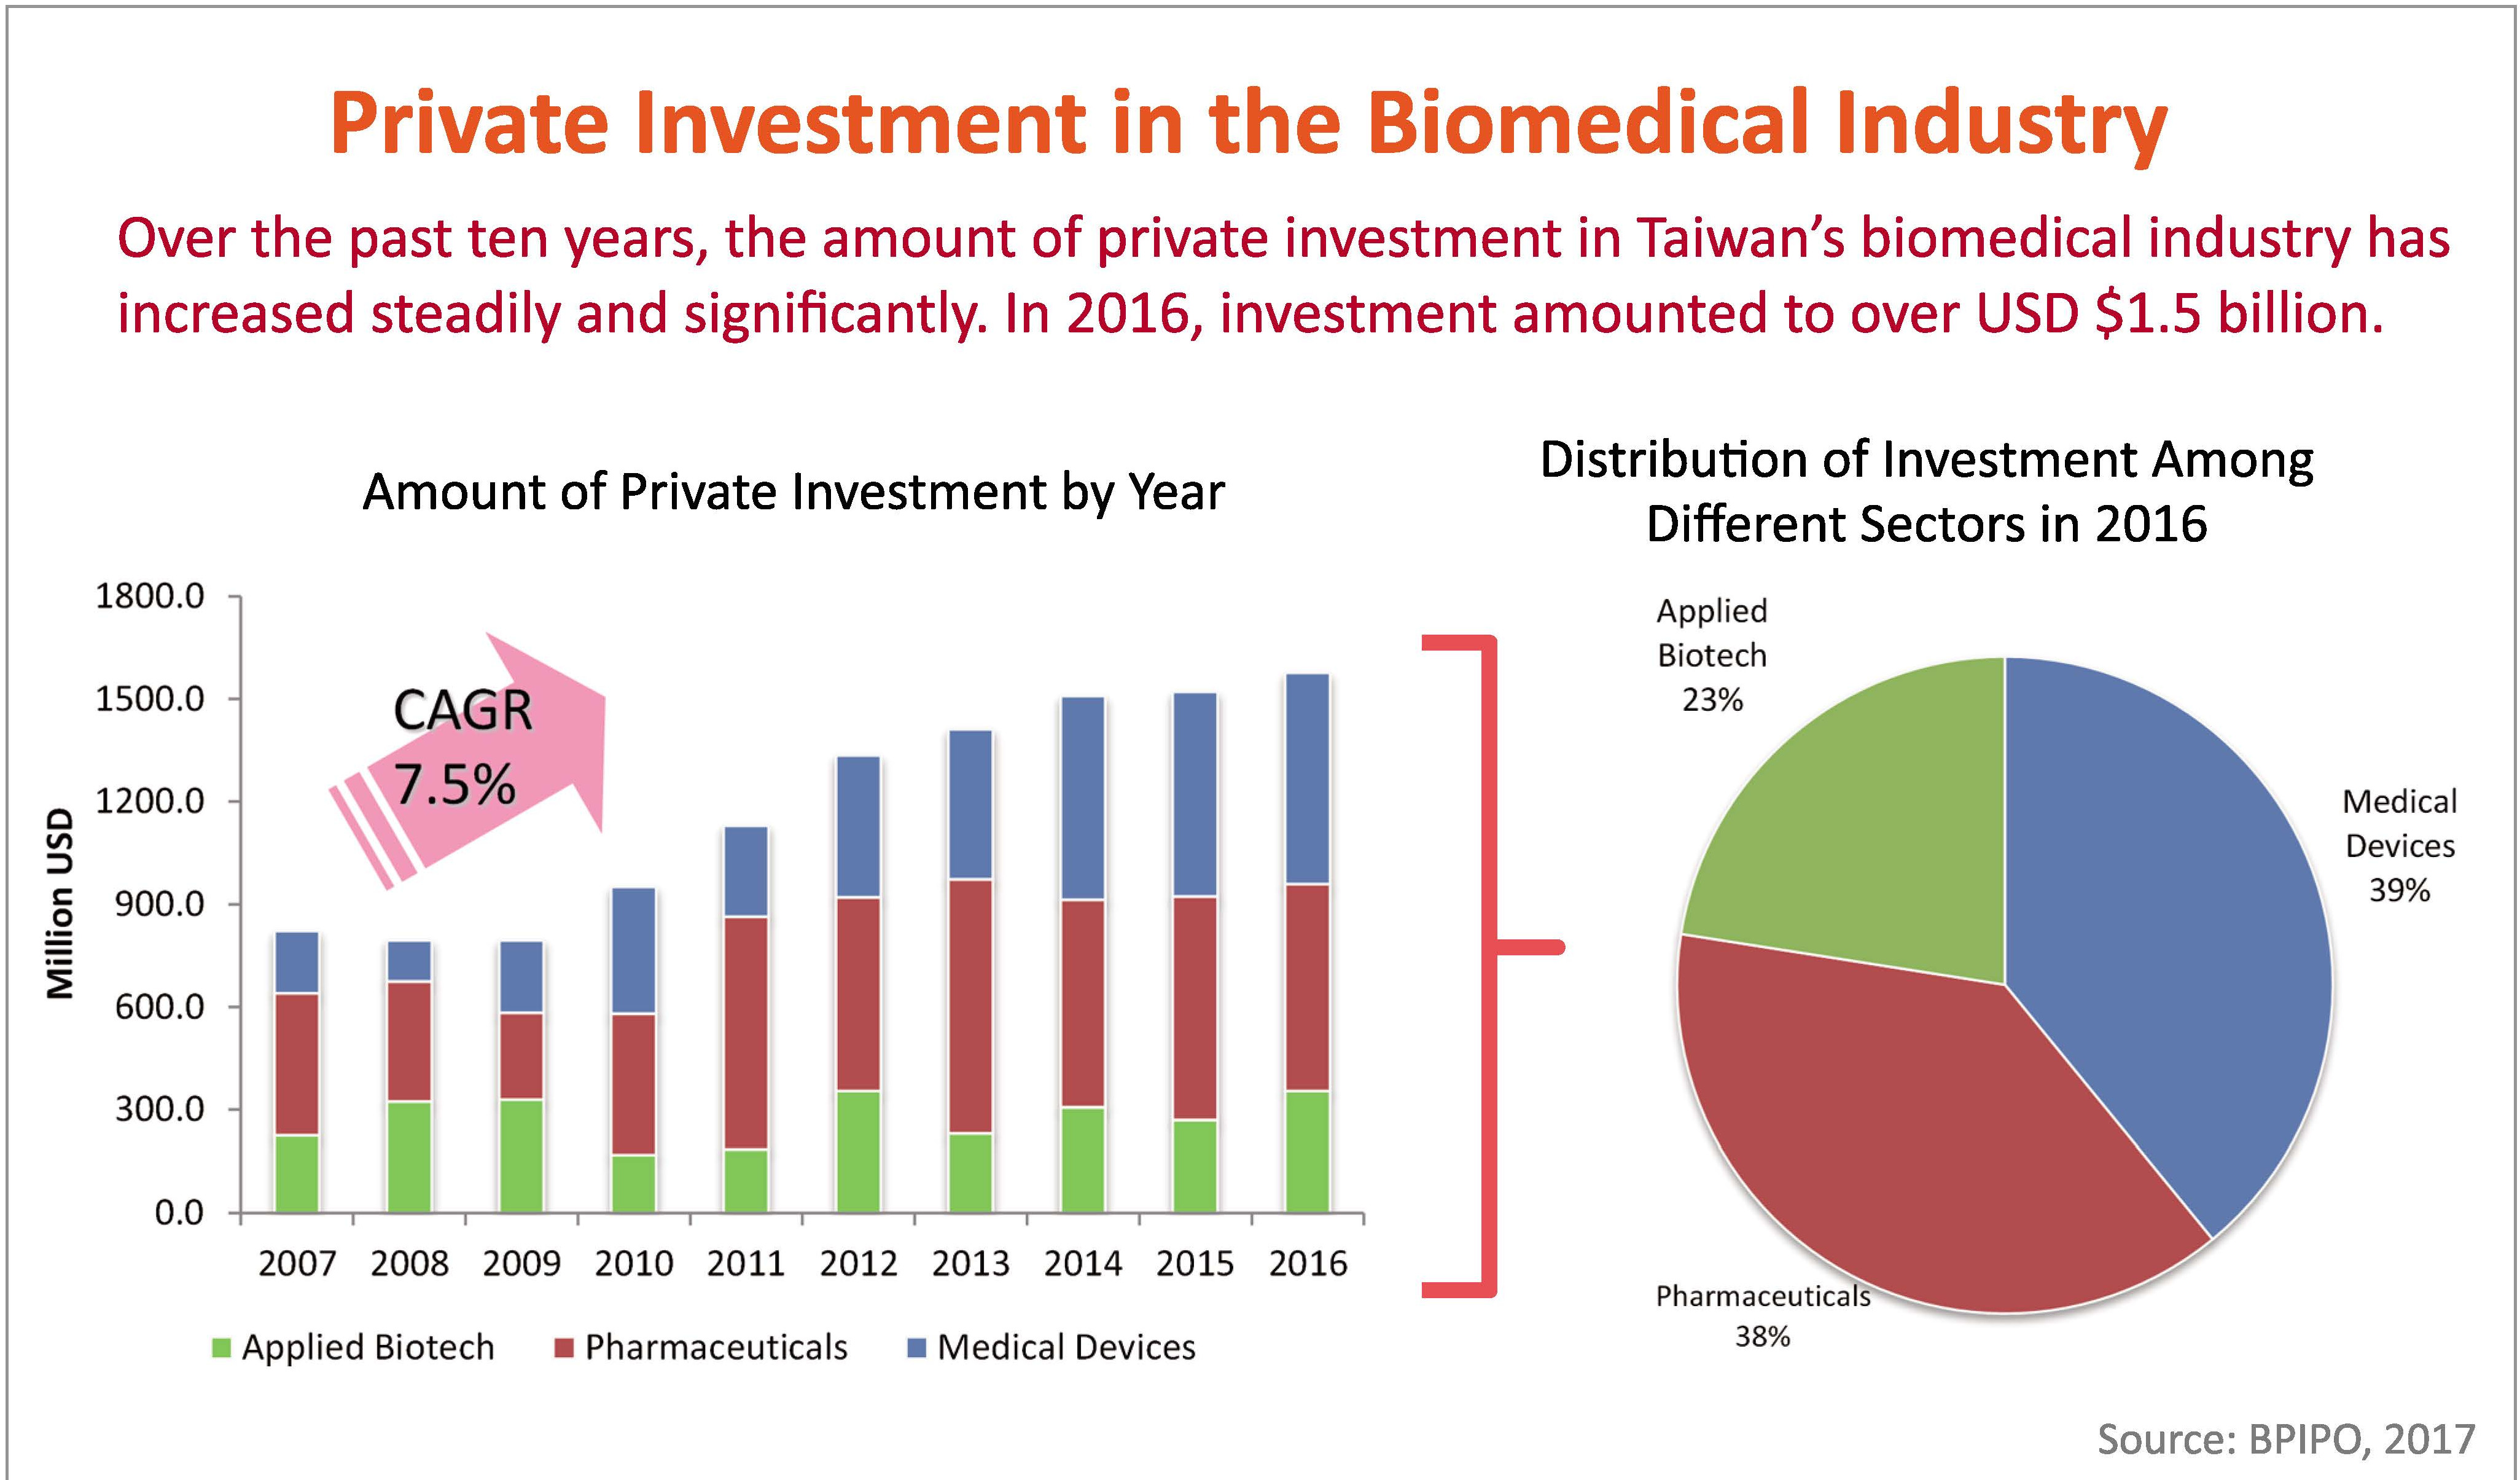 Private Investment in the Biomedical Industry
Over the past ten years, the amount of private investment in Taiwan’s biomedical industry has
increased steadily and significantly. In 2016, investment amounted to over USD $1.5 billion.
Amount of Private Investment by Year
1800.0
1500.0
1200.0
900.0
600.0
300.0
0.0
Million USD
CAGR
7.5%
2007 2008 2009 2010 2011 2012 2013 2014 2015 2016
Applied Biotech Pharmaceuticals Medical Devices
Distribution of Investment Among
Different Sectors in 2016
Applied
Biotech
23%
Medical
Devices
39%
Pharmaceuticals
38%
Source: BPIPO, 2017